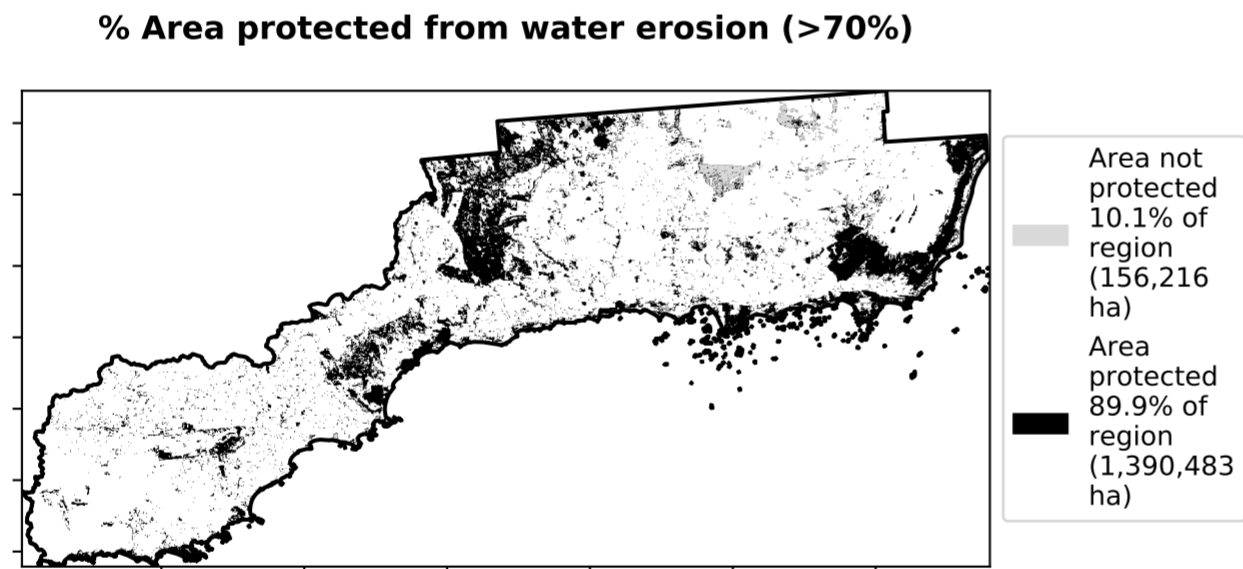 % Area protected from water erosion (>70%)
Area not
protected
10.1% of
region
(156,216
ha)
Area
protected
89.9% of
region
(1,390,483
ha)